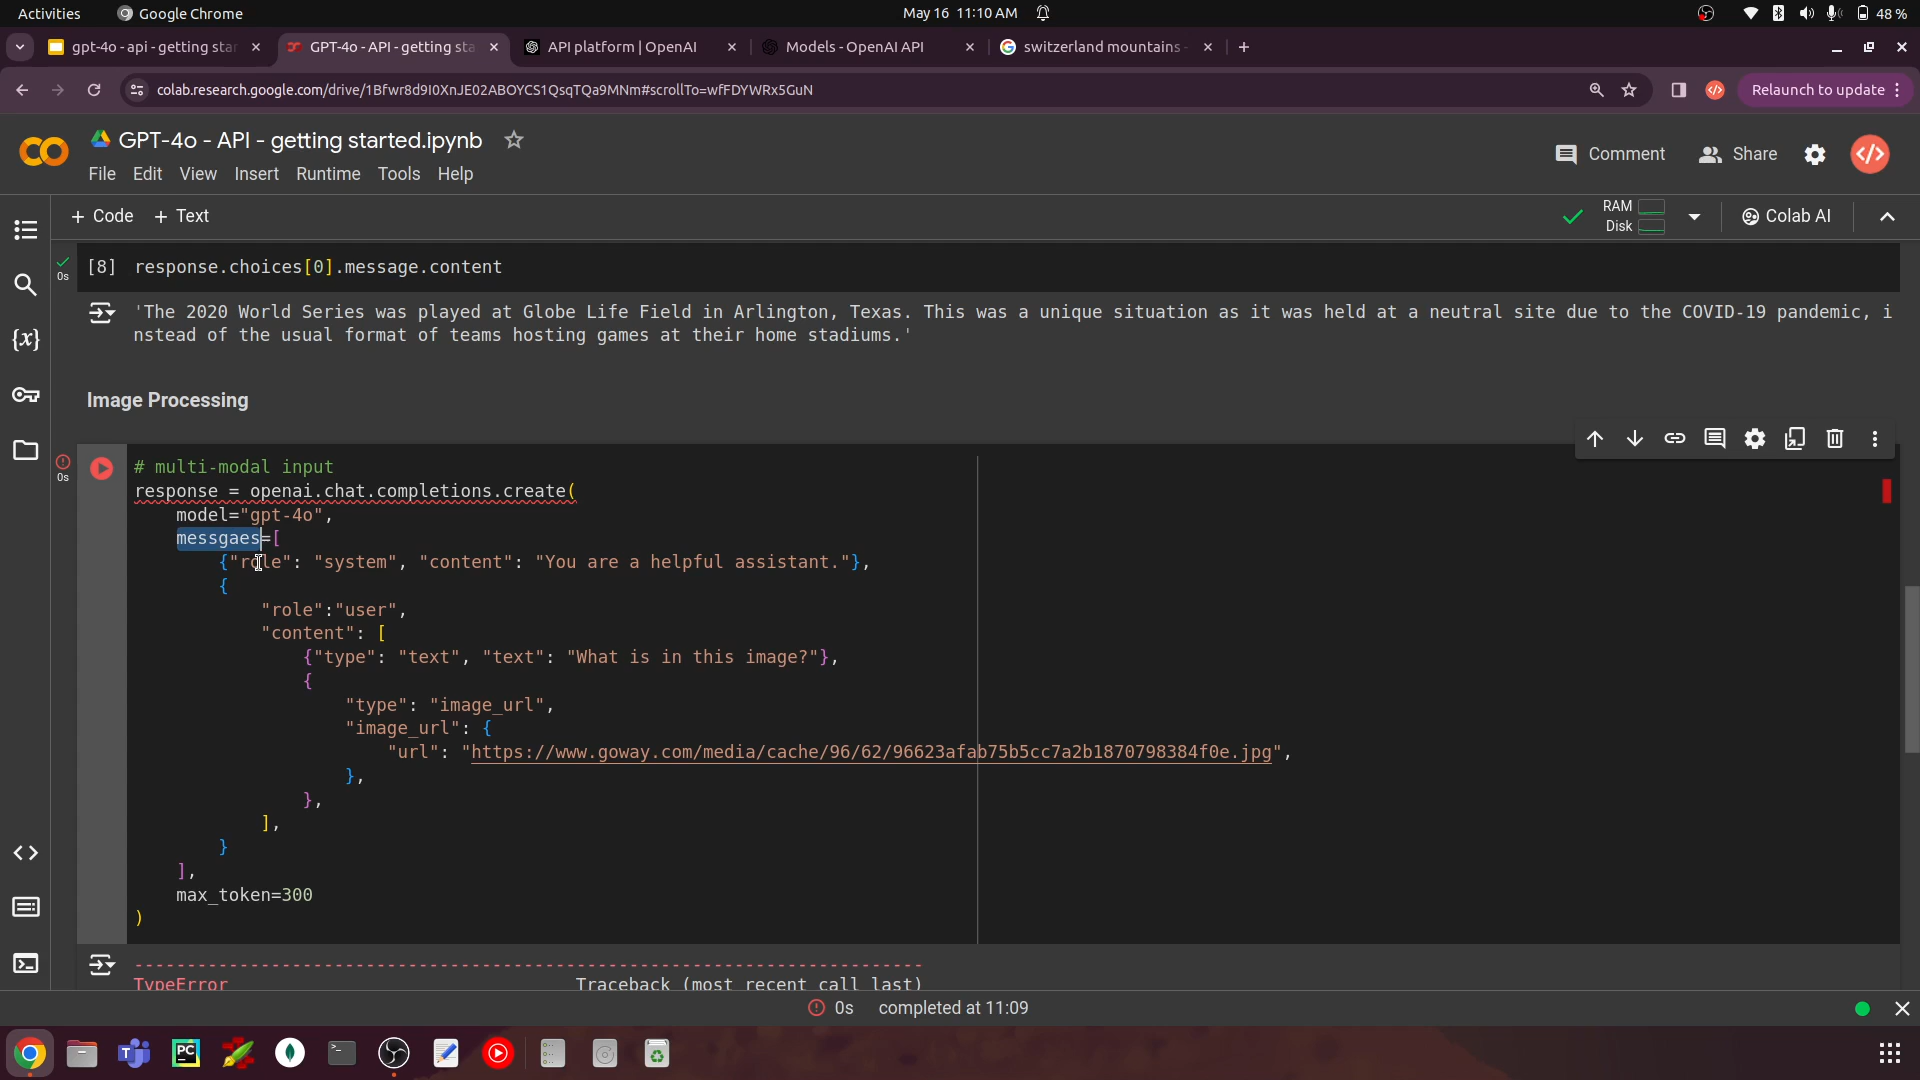 Activities
Google Chrome
May 16 11:10 AM
48 %
gpt-4o - api - getting star
GPT-4o - API - getting sta
API platform | OpenAI
Models - OpenAI API
switzerland mountains -
colab.research.google.com/drive/1Bfwr8d9I0XnJE02ABOYCS1QsqTQa9MNm#scrollTo=wfFDYWRx5GuN
Relaunch to update
GPT-4o - API - getting started.ipynb
Comment
Share
File Edit View Insert Runtime Tools Help
+ Code + Text
RAM
Disk
Colab AI
0s
[8] response.choices[0].message.content
'The 2020 World Series was played at Globe Life Field in Arlington, Texas. This was a unique situation as it was held at a neutral site due to the COVID-19 pandemic, i
nstead of the usual format of teams hosting games at their home stadiums.'
Image Processing
0s
# multi-modal input
response = openai.chat.completions.create(
model="gpt-4o",
messgaes=[
{"role": "system", "content": "You are a helpful assistant."},
{
"role":"user",
"content": [
{"type": "text", "text": "What is in this image?"},
{
"type": "image_url",
"image_url": {
"url": "https://www.goway.com/media/cache/96/62/96623afab75b5cc7a2b1870798384f0e.jpg",
},
},
],
}
],
max_token=300
)
---------------------------------------------------------------------------
TypeError Traceback (most recent call last)
0s completed at 11:09